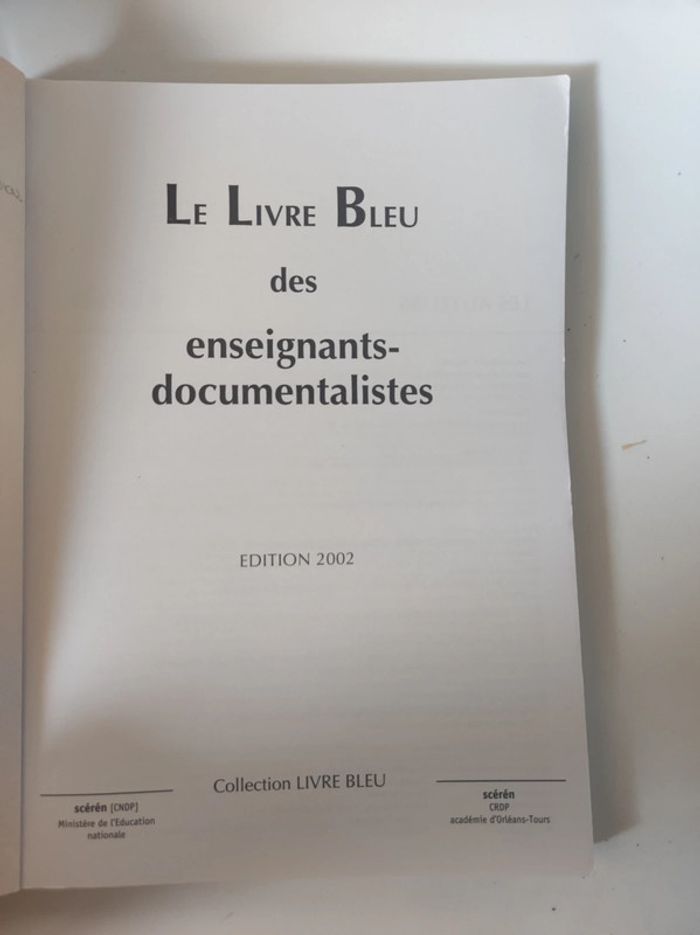 LE LIVRE BLEU
des
enseignants-
documentalistes
EDITION 2002
Collection LIVRE BLEU
scérén [CNDP]
Ministère de l'Education
nationale
scérén
CRDP
académie d'Orléans-Tours